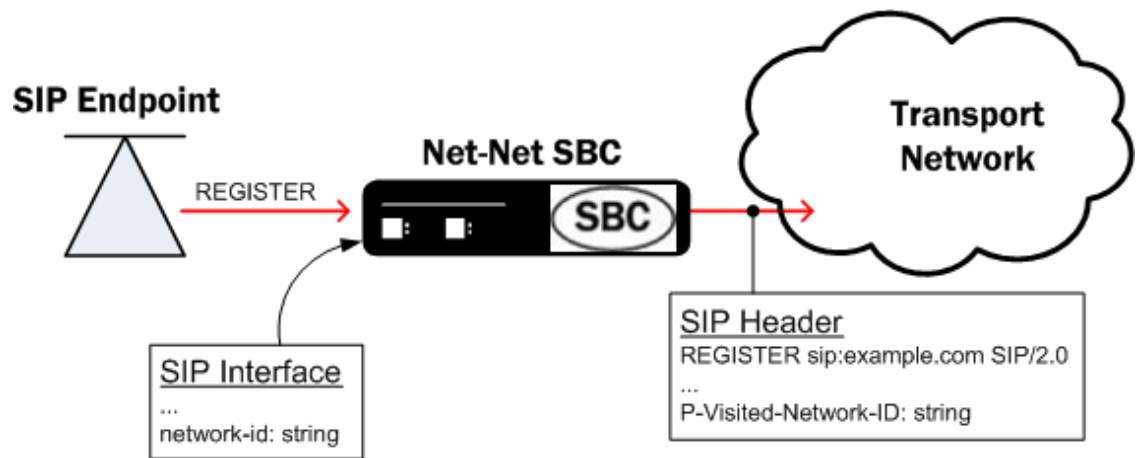 SIP Endpoint
REGISTER
Net-Net SBC
SBC
Transport
Network
SIP Interface
...
network-id: string
SIP Header
REGISTER sip:example.com SIP/2.0
...
P-Visited-Network-ID: string